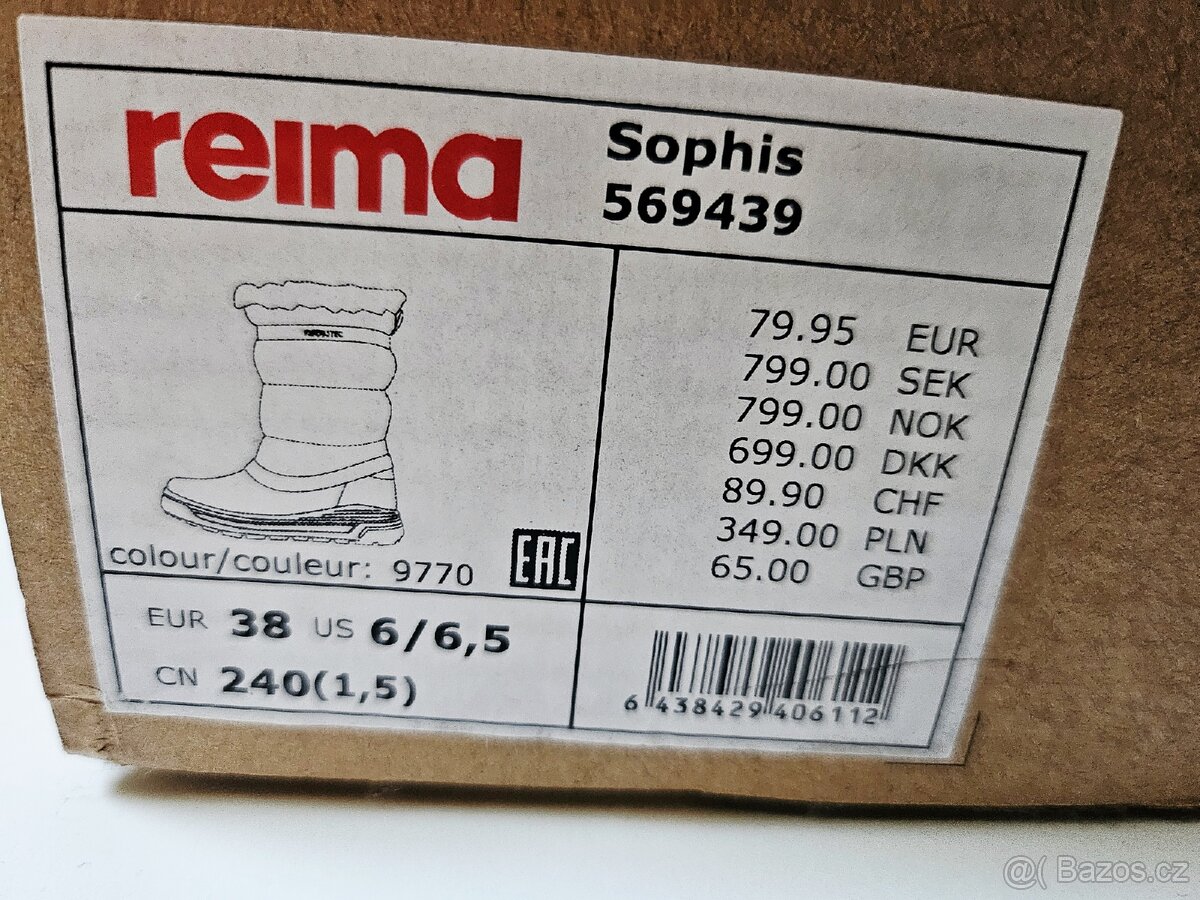 reima
Sophis
569439
79.95 EUR
799.00 SEK
799.00 NOK
699.00 DKK
89.90 CHF
349.00 PLN
65.00 GBP
colour/couleur: 9770
EAC
EUR 38 US 6/6,5
CN 240(1,5)
6 438429 406112
@( Bazos.cz